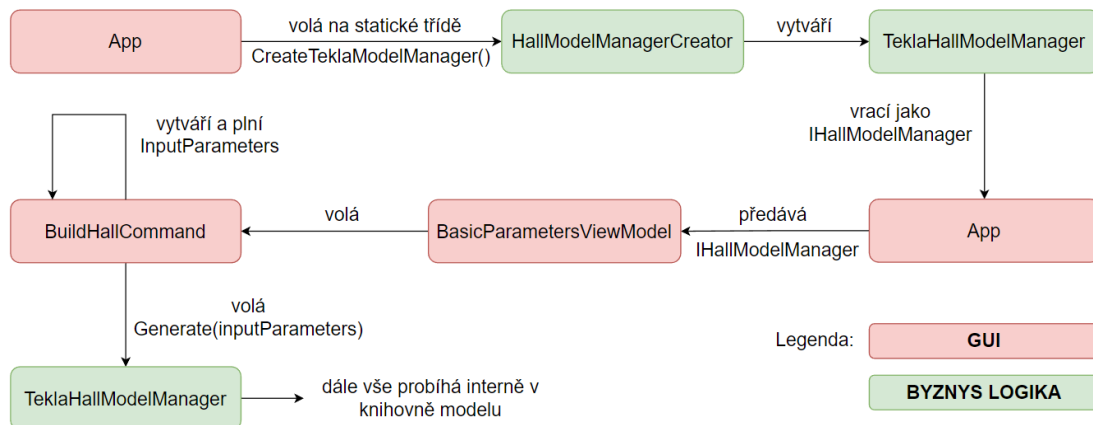 App
volá na statické třídě
CreateTeklaModelManager()
HallModelManagerCreator
vytváří
TeklaHallModelManager
vrací jako
IHallModelManager
vytváří a plní
InputParameters
BuildHallCommand
volá
BasicParametersViewModel
předává
IHallModelManager
App
volá
Generate(inputParameters)
Legenda:
GUI
TeklaHallModelManager
dále vše probíhá interně v
knihovně modelu
BYZNYS LOGIKA